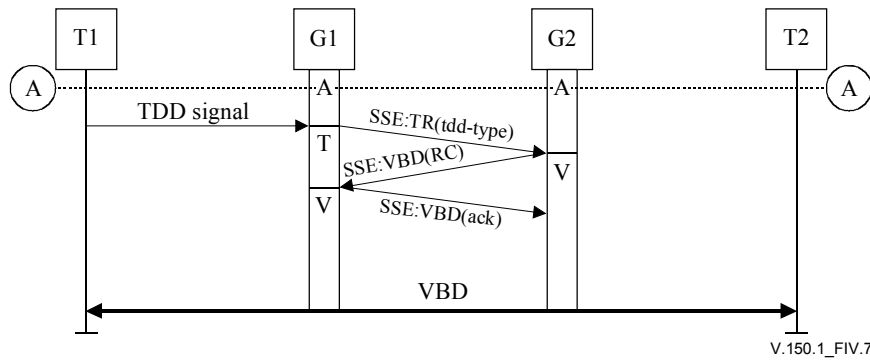 T1
G1
G2
T2
A
A
A
A
TDD signal
SSE:TR(tdd-type)
T
SSE:VBD(RC)
V
V
SSE:VBD(ack)
VBD
V.150.1_FIV.7